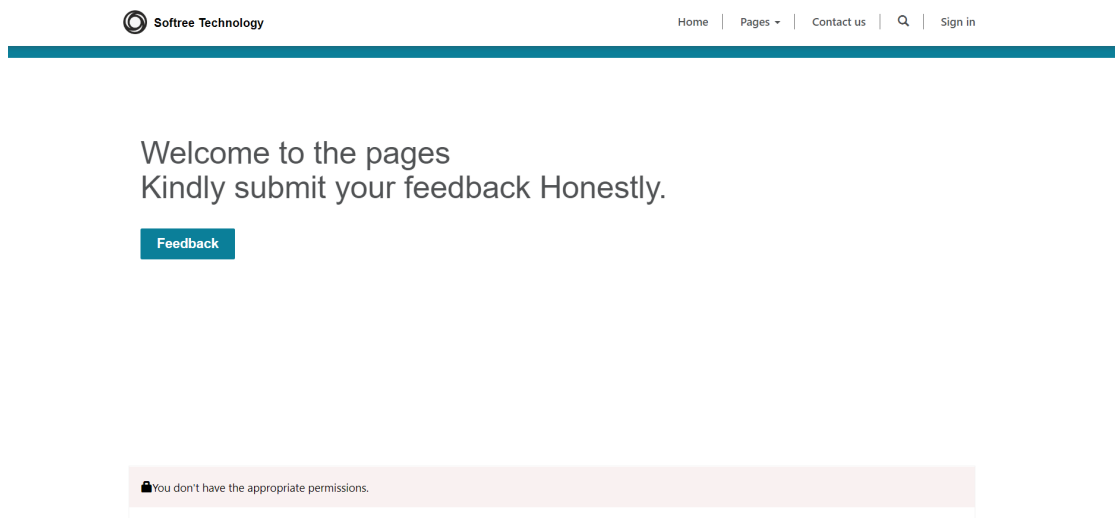 Softree Technology
Home
Pages
Contact us
Sign in
Welcome to the pages
Kindly submit your feedback Honestly.
Feedback
You don't have the appropriate permissions.